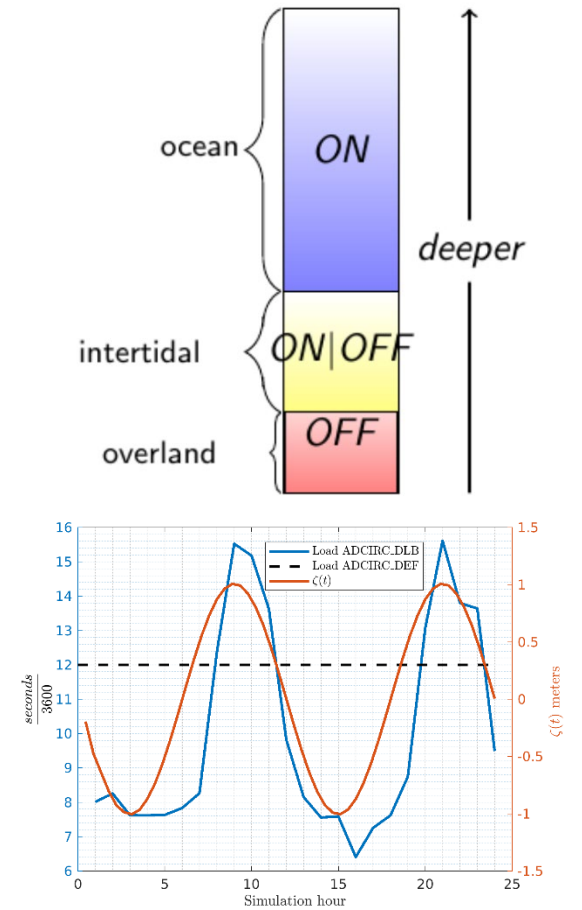 ocean
ON
deeper
intertidal
ON|OFF
overland
OFF
16
15
14
13
12
11
10
9
8
7
6
seconds
3600
Load ADCIRC_DLB
Load ADCIRC_DEF
ζ(t)
1.5
1
0.5
0
-0.5
-1
-1.5
ζ(t) meters
0 5 10 15 20 25
Simulation hour